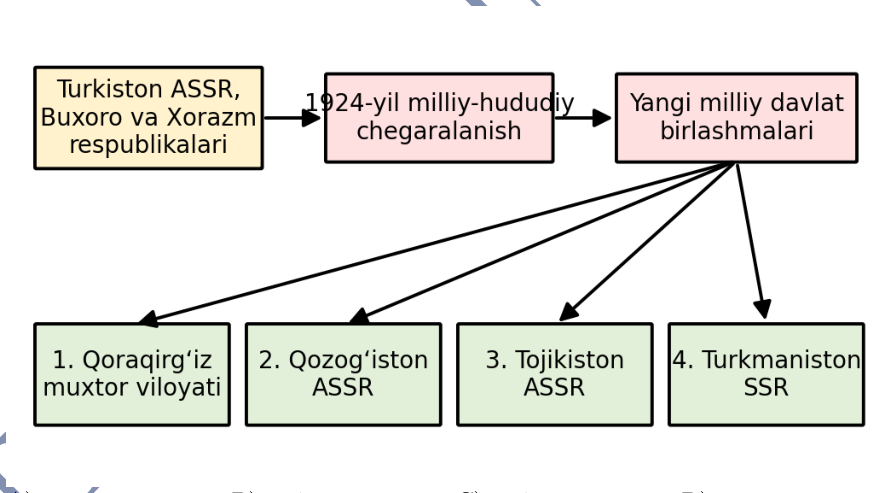 Turkiston ASSR,
Buxoro va Xorazm
respublikalari
1924-yil milliy-hududiy
chegaralanish
Yangi milliy davlat
birlashmalari
1. Qoraqirg‘iz
muxtor viloyati
2. Qozog‘iston
ASSR
3. Tojikiston
ASSR
4. Turkmaniston
SSR